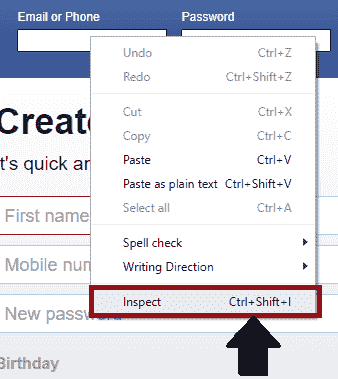 Email or Phone Password
Undo Ctrl+Z
Redo Ctrl+Shift+Z
Create
Cut Ctrl+X
Copy Ctrl+C
t's quick an
Paste Ctrl+V
Paste as plain text Ctrl+Shift+V
Select all Ctrl+A
First name
Spell check
Mobile num
Writing Direction
Inspect Ctrl+Shift+I
New password
Birthday